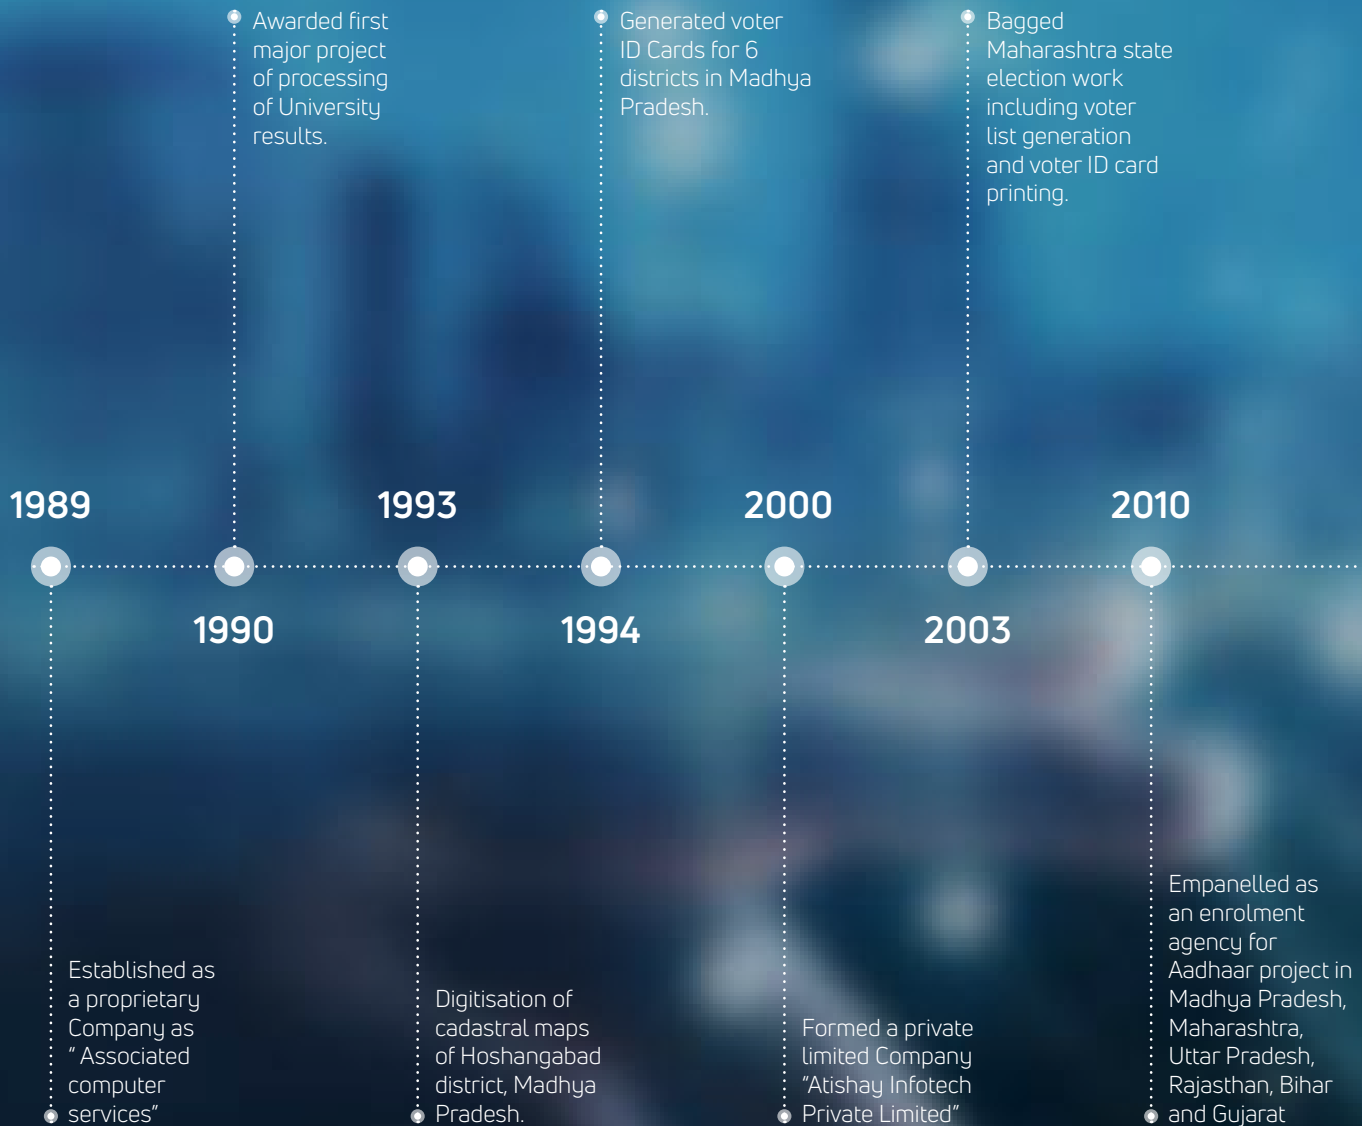 Awarded first
major project
of processing
of University
results.
Generated voter
ID Cards for 6
districts in Madhya
Pradesh.
Bagged
Maharashtra state
election work
including voter
list generation
and voter ID card
printing.
1989
1993
2000
2010
1990
1994
2003
Established as
a proprietary
Company as
“ Associated
computer
services”
Digitisation of
cadastral maps
of Hoshangabad
district, Madhya
Pradesh.
Formed a private
limited Company
“Atishay Infotech
Private Limited”
Empanelled as
an enrolment
agency for
Aadhaar project in
Madhya Pradesh,
Maharashtra,
Uttar Pradesh,
Rajasthan, Bihar
and Gujarat